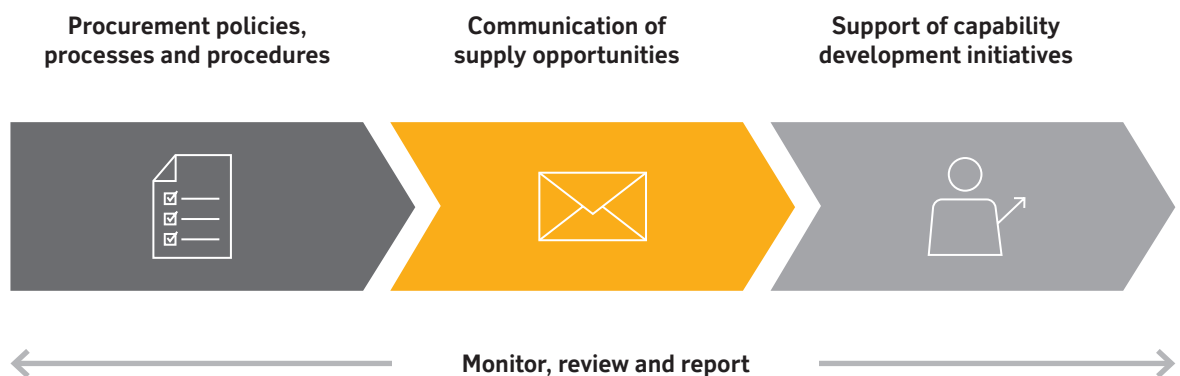 Procurement policies,
processes and procedures
Communication of
supply opportunities
Support of capability
development initiatives
Monitor, review and report